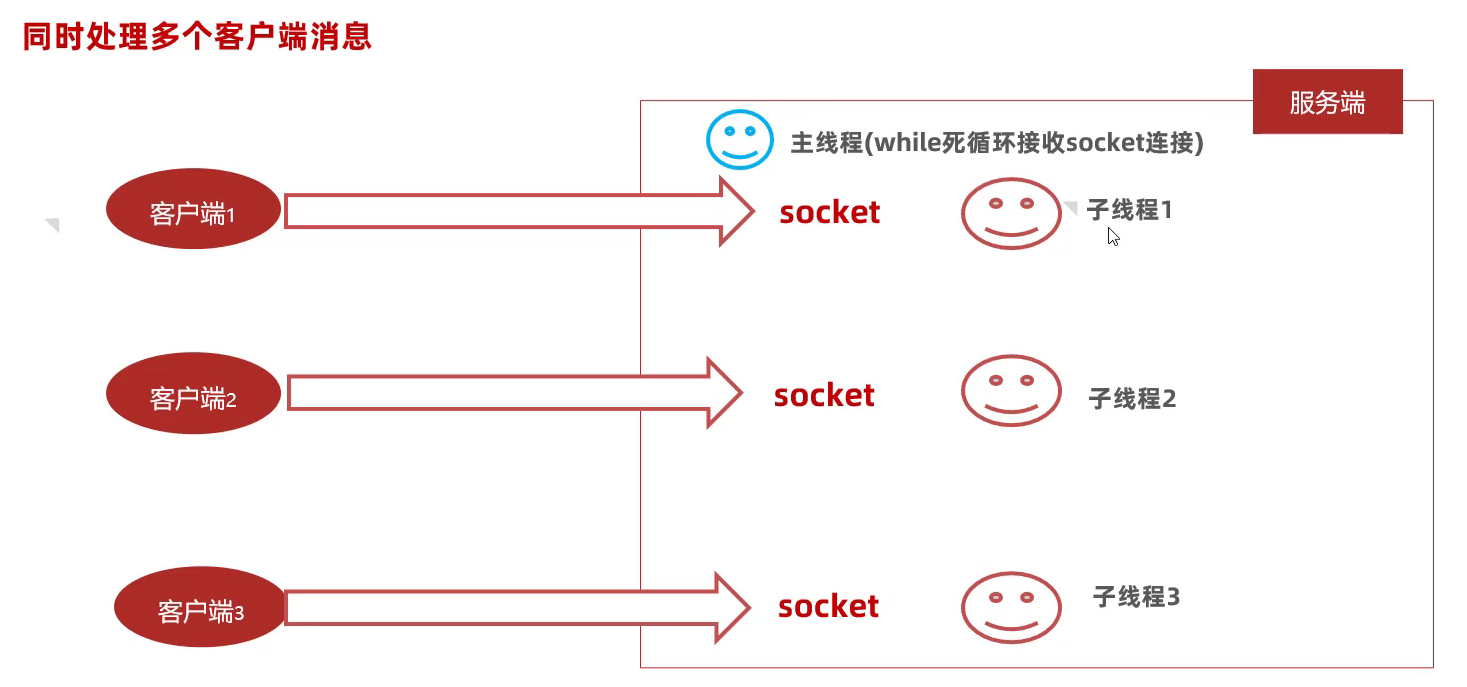 同时处理多个客户端消息
服务端
主线程(while死循环接收socket连接)
客户端1
socket
子线程1
客户端2
socket
子线程2
客户端3
socket
子线程3